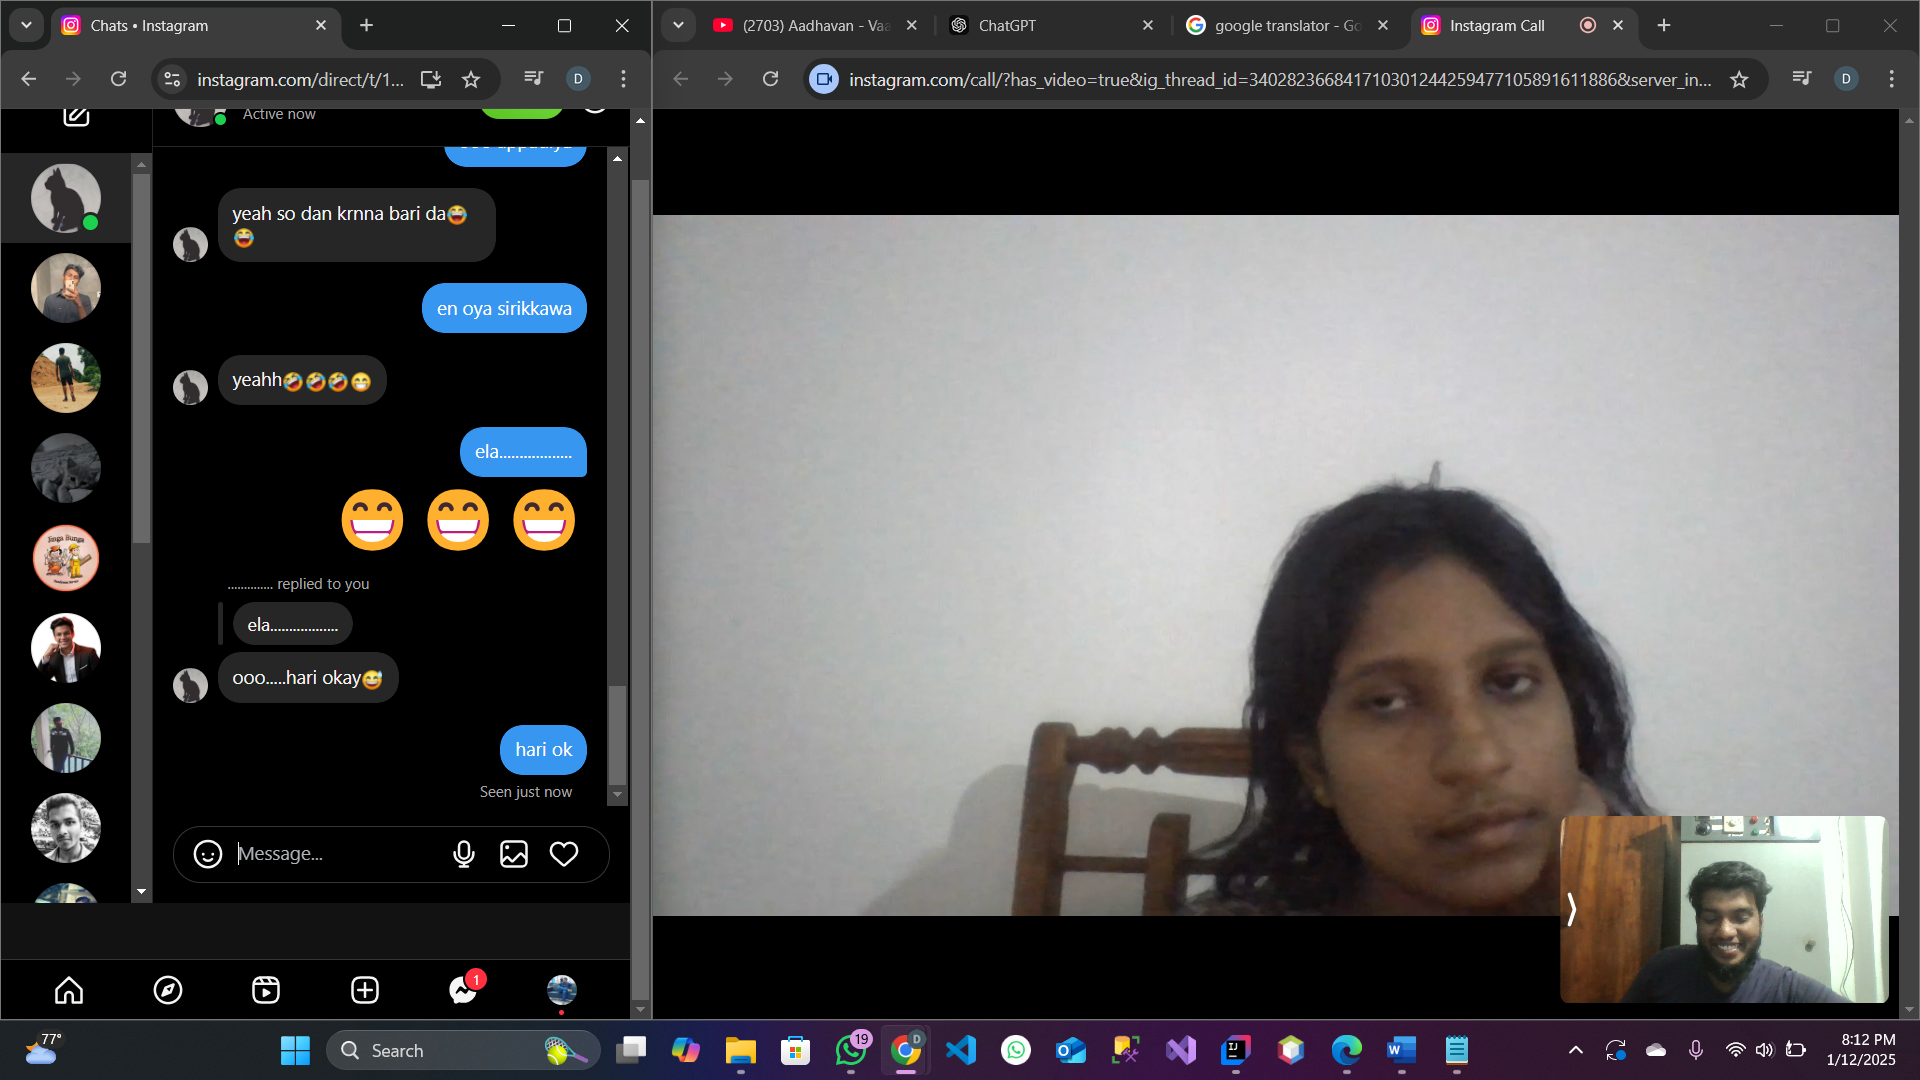 Chats • Instagram
instagram.com/direct/t/1...
D
Active now
yeah so dan krnna bari da😂
😂
en oya sirikkawa
yeahh🤣🤣🤣😁
ela..................
😁 😁 😁
.............. replied to you
ela..................
ooo.....hari okay😅
hari ok
Seen just now
Message...
Jinga Bunga
1
(2703) Aadhavan - Vaa
ChatGPT
google translator - Go
Instagram Call
instagram.com/call/?has_video=true&ig_thread_id=340282366841710301244259477105891611886&server_in...
D
77°
Search
19
D
8:12 PM
1/12/2025